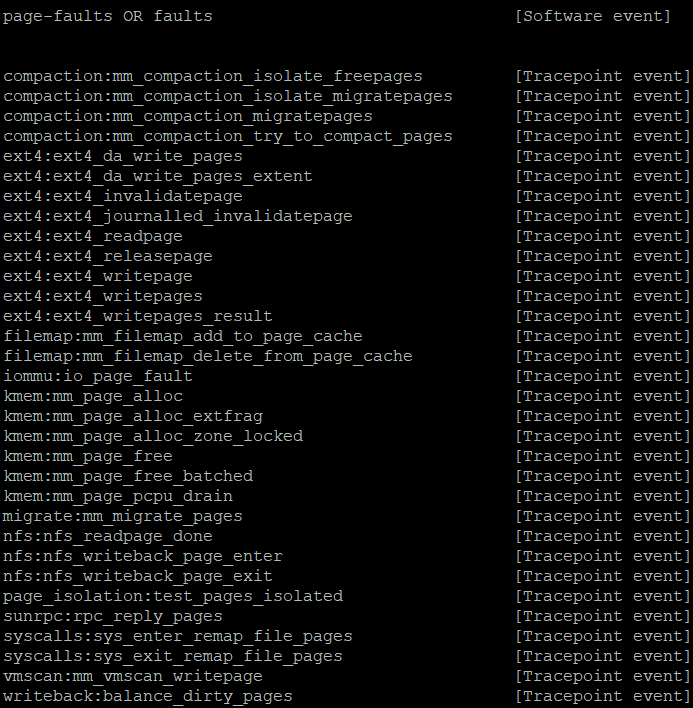 page-faults OR faults [Software event]
compaction:mm_compaction_isolate_freepages [Tracepoint event]
compaction:mm_compaction_isolate_migratepages [Tracepoint event]
compaction:mm_compaction_migratepages [Tracepoint event]
compaction:mm_compaction_try_to_compact_pages [Tracepoint event]
ext4:ext4_da_write_pages [Tracepoint event]
ext4:ext4_da_write_pages_extent [Tracepoint event]
ext4:ext4_invalidatepage [Tracepoint event]
ext4:ext4_journalled_invalidatepage [Tracepoint event]
ext4:ext4_readpage [Tracepoint event]
ext4:ext4_releasepage [Tracepoint event]
ext4:ext4_writepage [Tracepoint event]
ext4:ext4_writepages [Tracepoint event]
ext4:ext4_writepages_result [Tracepoint event]
filemap:mm_filemap_add_to_page_cache [Tracepoint event]
filemap:mm_filemap_delete_from_page_cache [Tracepoint event]
iommu:io_page_fault [Tracepoint event]
kmem:mm_page_alloc [Tracepoint event]
kmem:mm_page_alloc_extfrag [Tracepoint event]
kmem:mm_page_alloc_zone_locked [Tracepoint event]
kmem:mm_page_free [Tracepoint event]
kmem:mm_page_free_batched [Tracepoint event]
kmem:mm_page_pcpu_drain [Tracepoint event]
migrate:mm_migrate_pages [Tracepoint event]
nfs:nfs_readpage_done [Tracepoint event]
nfs:nfs_writeback_page_enter [Tracepoint event]
nfs:nfs_writeback_page_exit [Tracepoint event]
page_isolation:test_pages_isolated [Tracepoint event]
sunrpc:rpc_reply_pages [Tracepoint event]
syscalls:sys_enter_remap_file_pages [Tracepoint event]
syscalls:sys_exit_remap_file_pages [Tracepoint event]
vmscan:mm_vmscan_writepage [Tracepoint event]
writeback:balance_dirty_pages [Tracepoint event]